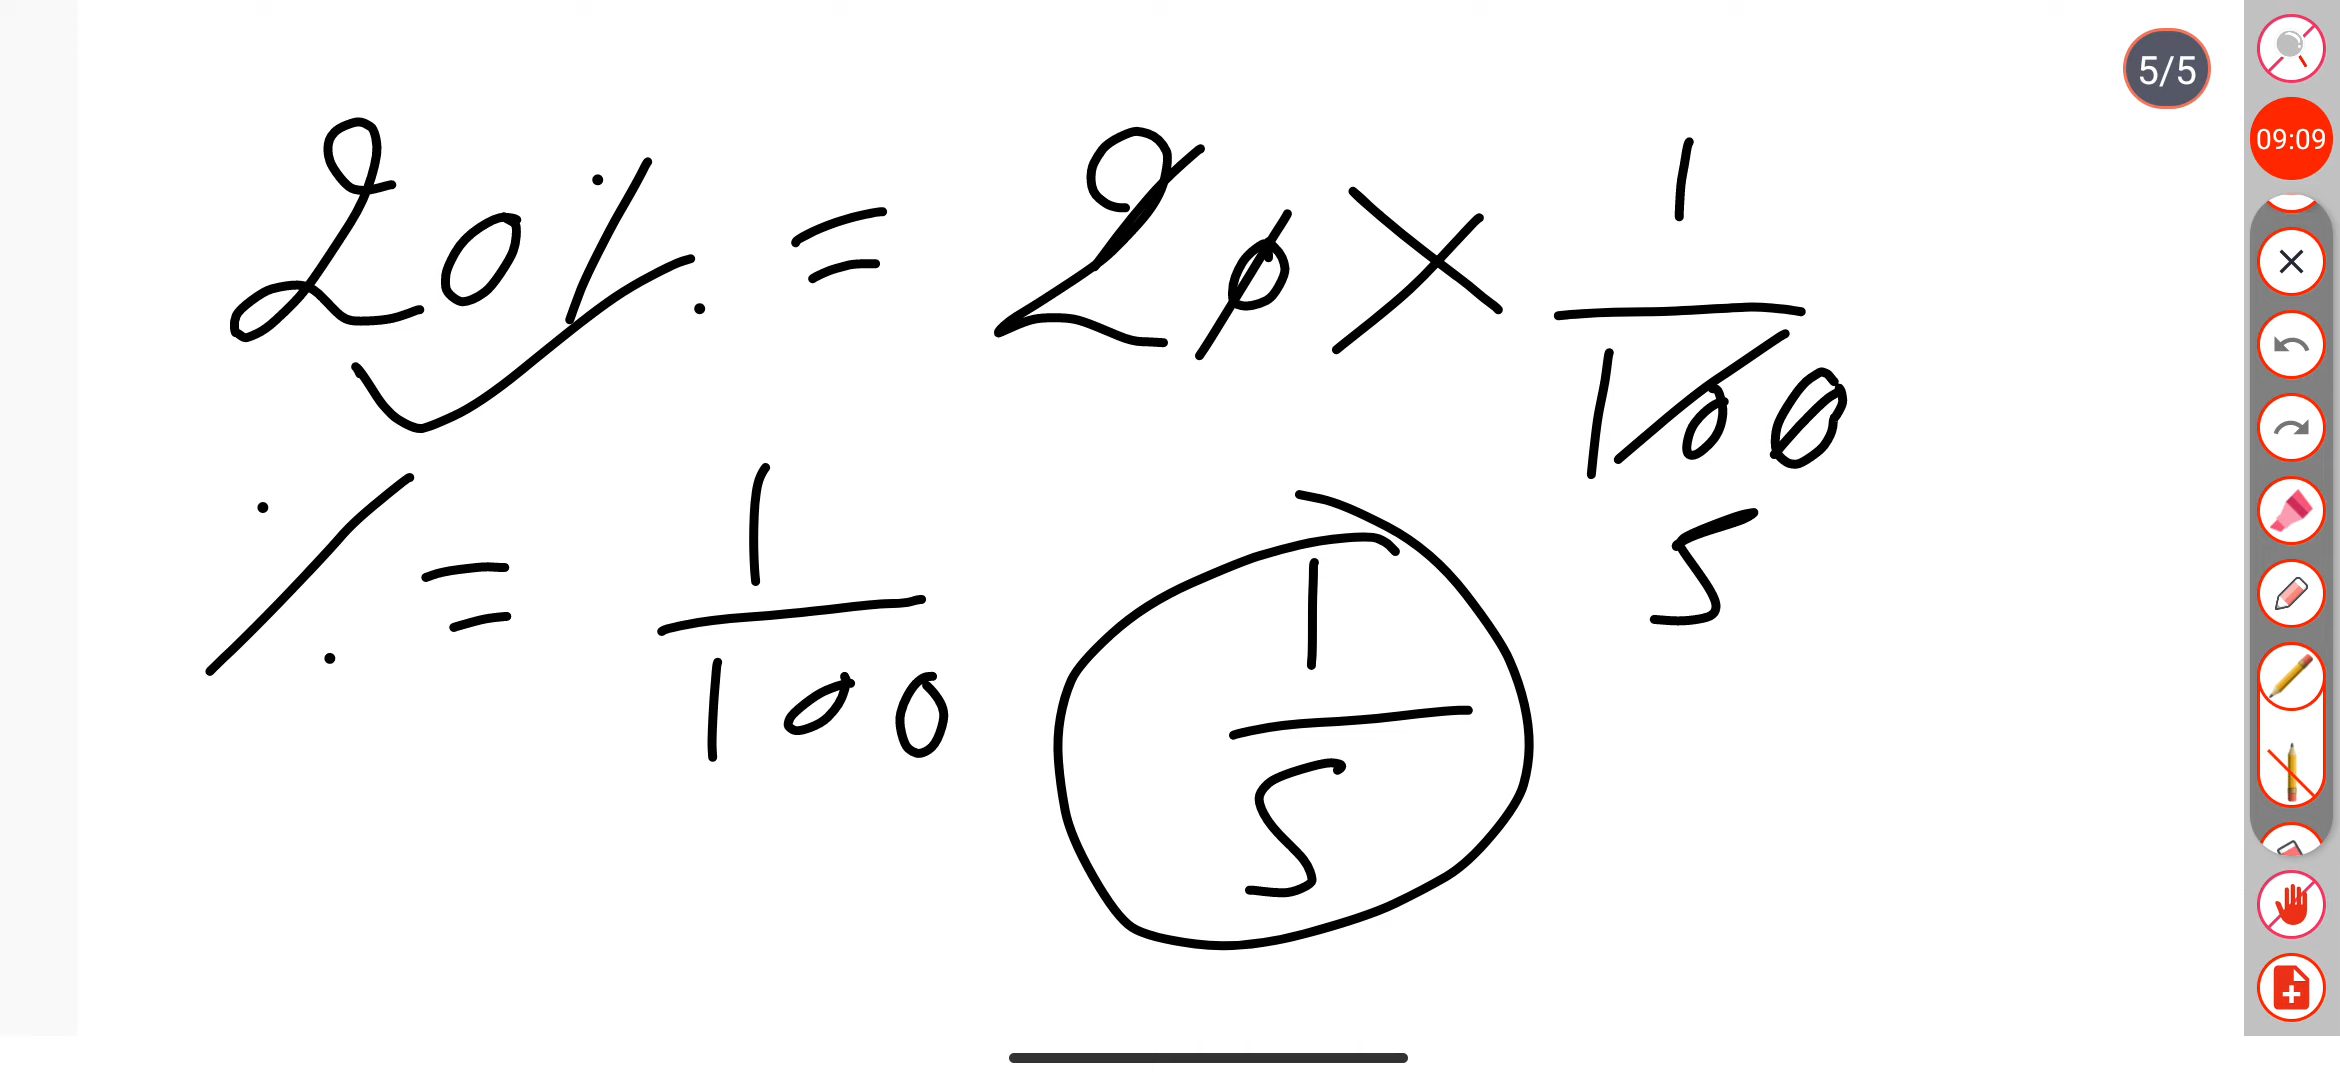 5/5
09:09
20% = 20 × 1/100
5
% = 1/100
1/5